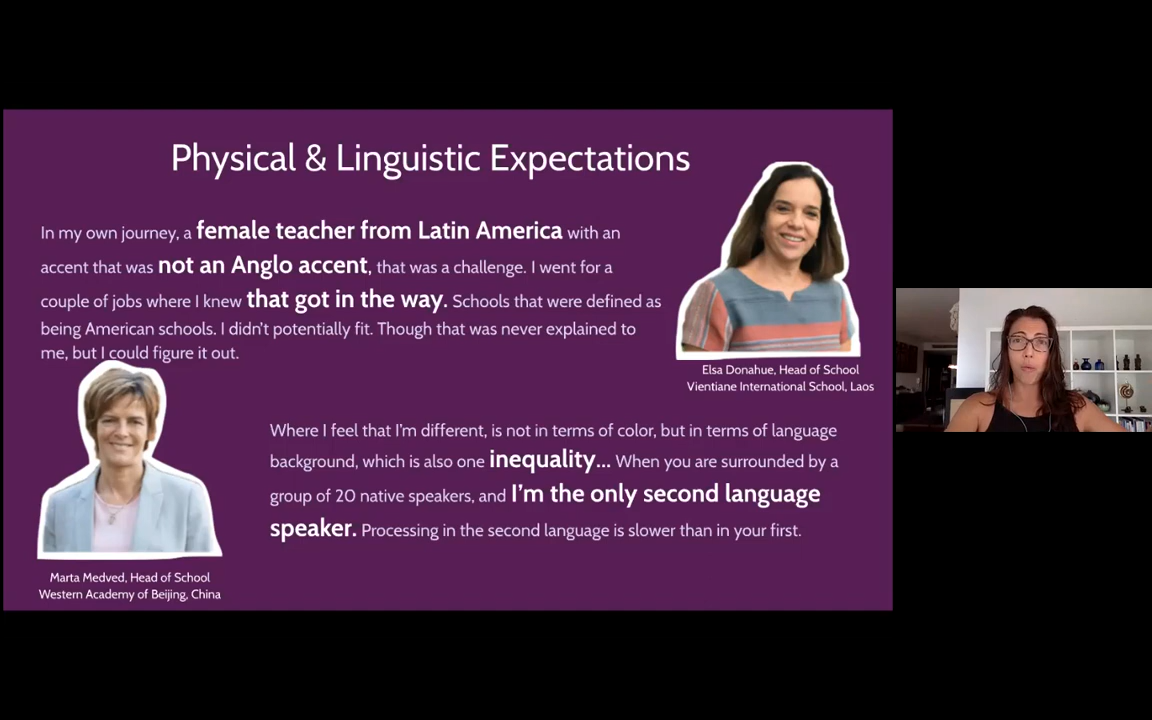 Physical & Linguistic Expectations
In my own journey, a female teacher from Latin America with an
accent that was not an Anglo accent, that was a challenge. I went for a
couple of jobs where I knew that got in the way. Schools that were defined as
being American schools. I didn't potentially fit. Though that was never explained to
me, but I could figure it out.
Elsa Donahue, Head of School
Vientiane International School, Laos
Where I feel that I'm different, is not in terms of color, but in terms of language
background, which is also one inequality... When you are surrounded by a
group of 20 native speakers, and I'm the only second language
speaker. Processing in the second language is slower than in your first.
Marta Medved, Head of School
Western Academy of Beijing, China